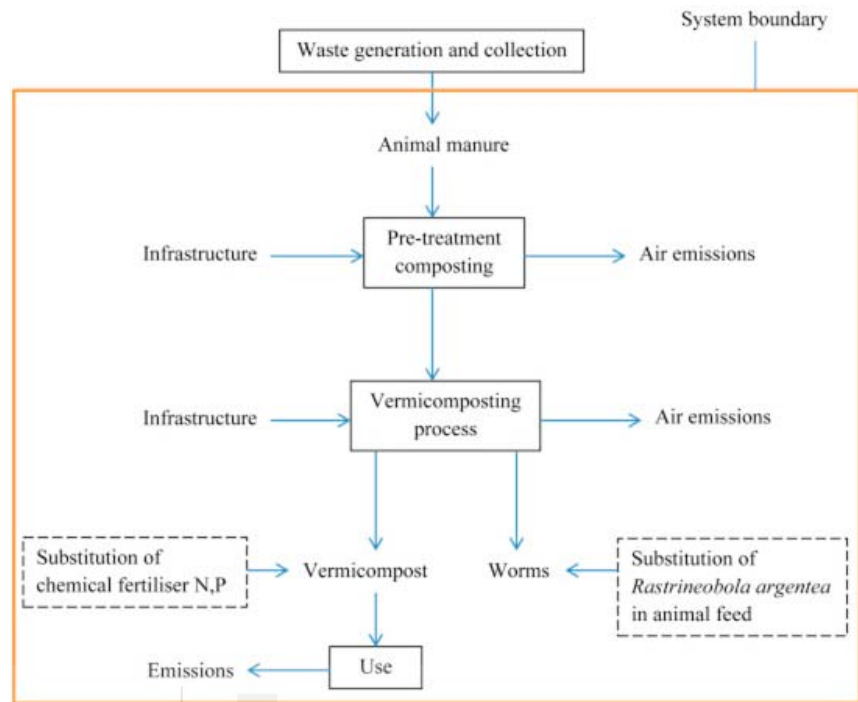 System boundary
Waste generation and collection
Animal manure
Infrastructure
Pre-treatment
composting
Air emissions
Infrastructure
Vermicomposting
process
Air emissions
Substitution of
chemical fertiliser N,P
Vermicompost
Worms
Substitution of
Rastrineobola argentea
in animal feed
Emissions
Use